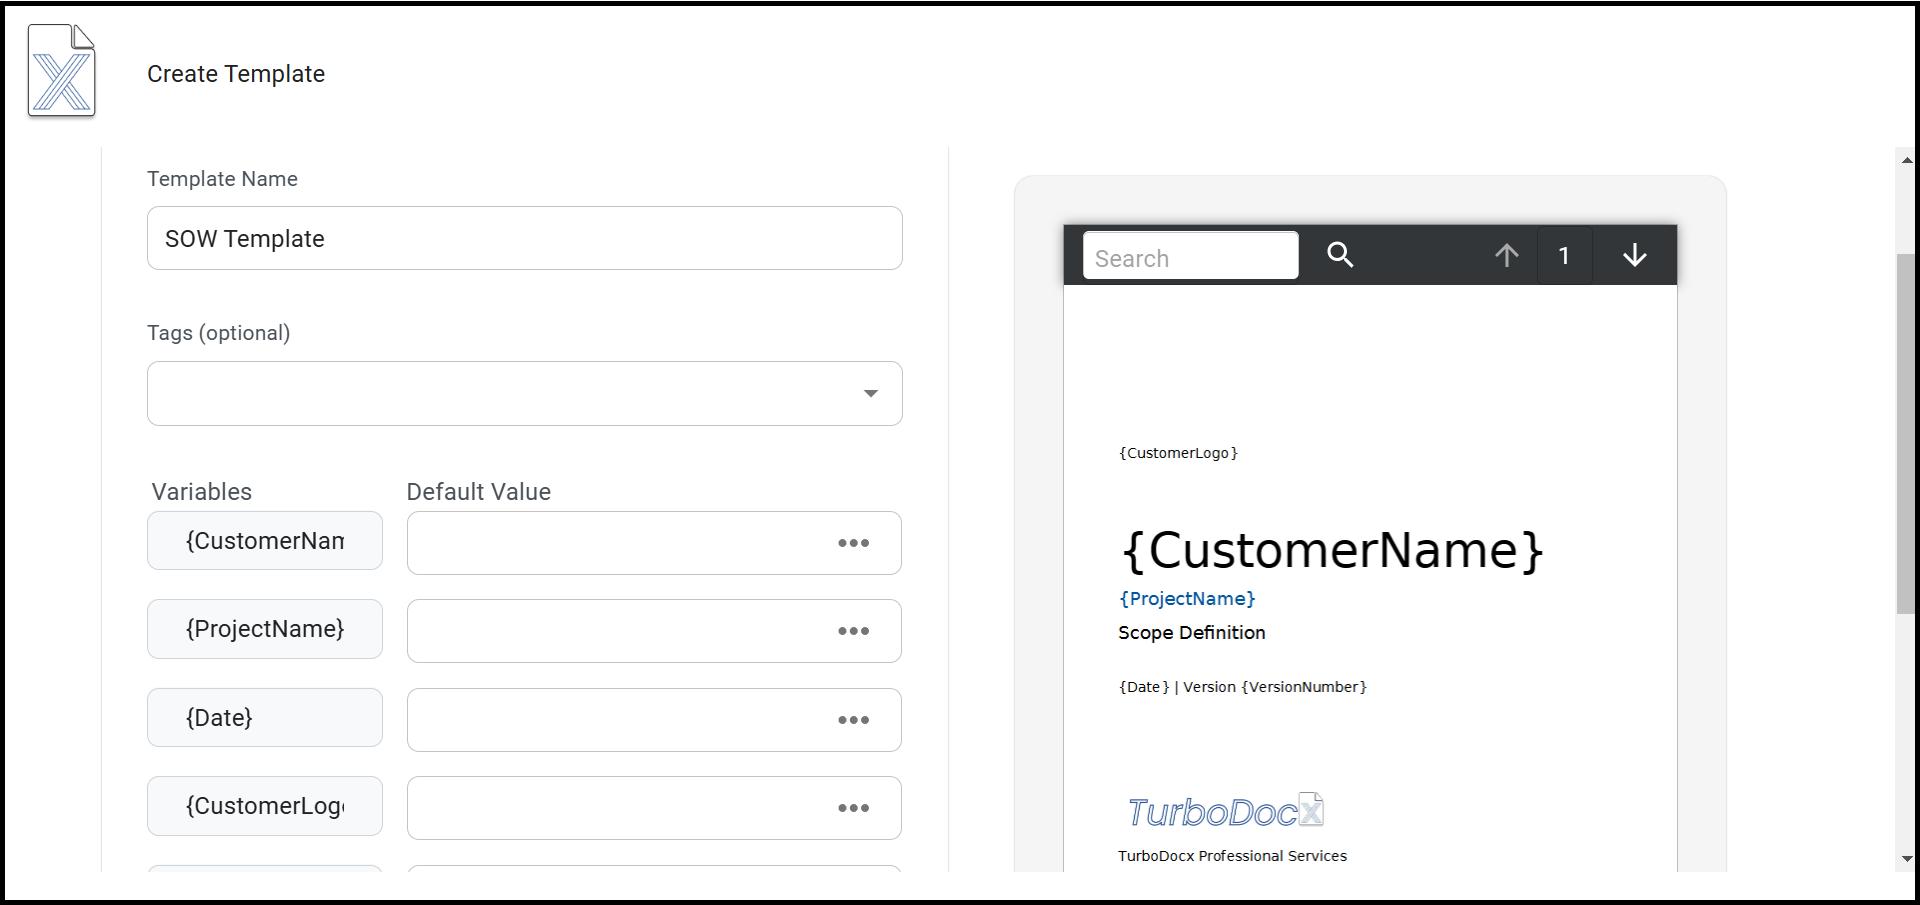 Create Template
Template Name
SOW Template
Tags (optional)
Variables Default Value
{CustomerNam
{ProjectName}
{Date}
{CustomerLog
Search 1
{CustomerLogo}
{CustomerName}
{ProjectName}
Scope Definition
{Date} | Version {VersionNumber}
TurboDocX
TurboDocx Professional Services